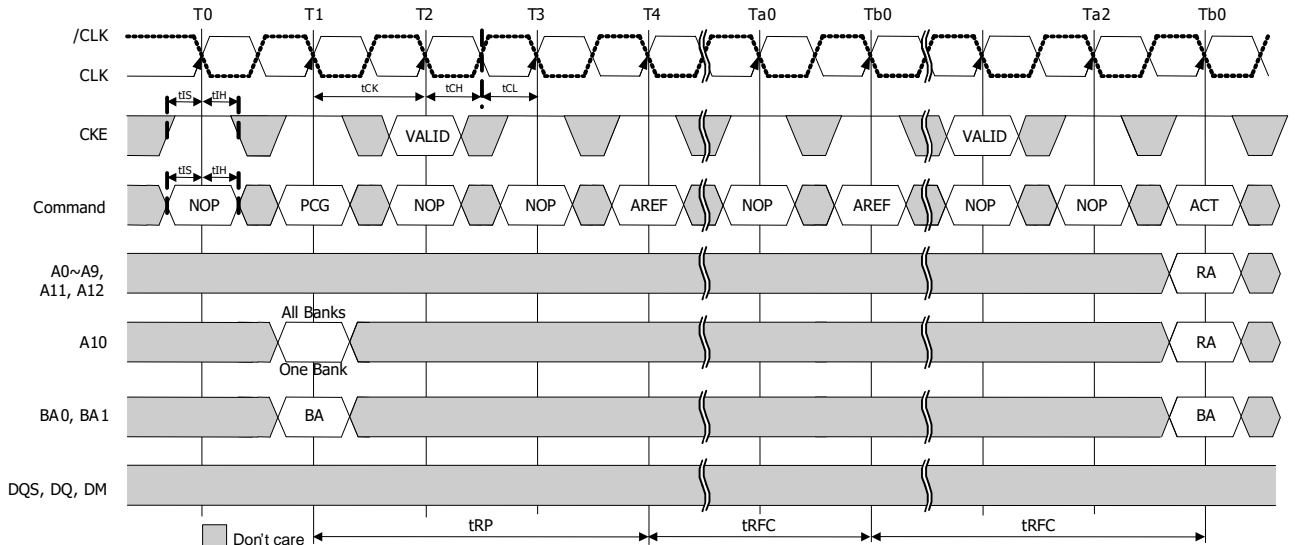 T0 T1 T2 T3 T4 Ta0 Tb0 Ta2 Tb0
/CLK
CLK
tCK tCH tCL
tIS tIH
CKE VALID VALID
tIS tIH
Command NOP PCG NOP NOP AREF NOP AREF NOP NOP ACT
A0~A9,
A11, A12
RA
All Banks
A10 RA
One Bank
BA0, BA1 BA BA
DQS, DQ, DM
Don't care
tRP tRFC tRFC